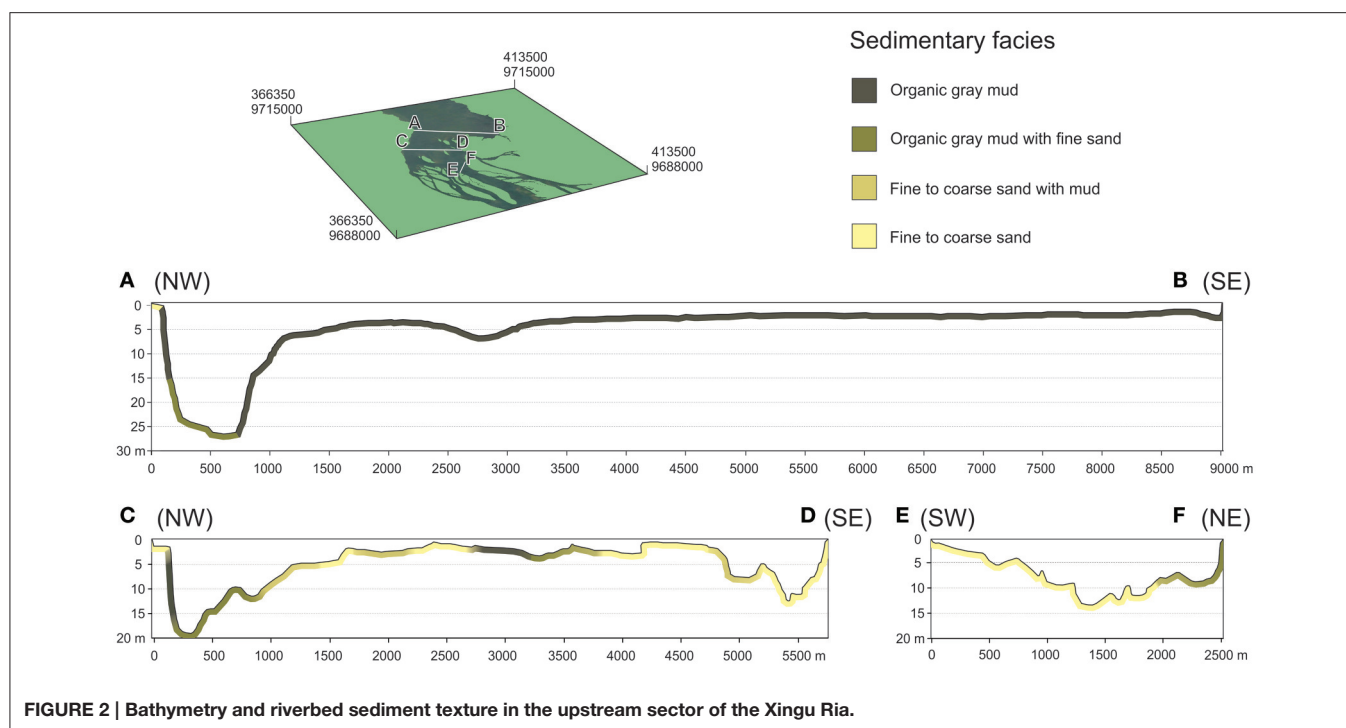 413500
9715000
366350
9715000
A
B
C
D
F
E
413500
9688000
366350
9688000
Sedimentary facies
Organic gray mud
Organic gray mud with fine sand
Fine to coarse sand with mud
Fine to coarse sand
A (NW)
B (SE)
0
5
10
15
20
25
30 m
0 500 1000 1500 2000 2500 3000 3500 4000 4500 5000 5500 6000 6500 7000 7500 8000 8500 9000 m
C (NW)
D (SE)
0
5
10
15
20 m
0 500 1000 1500 2000 2500 3000 3500 4000 4500 5000 5500 m
E (SW)
F (NE)
0
5
10
15
20 m
0 500 1000 1500 2000 2500 m
FIGURE 2 | Bathymetry and riverbed sediment texture in the upstream sector of the Xingu Ria.